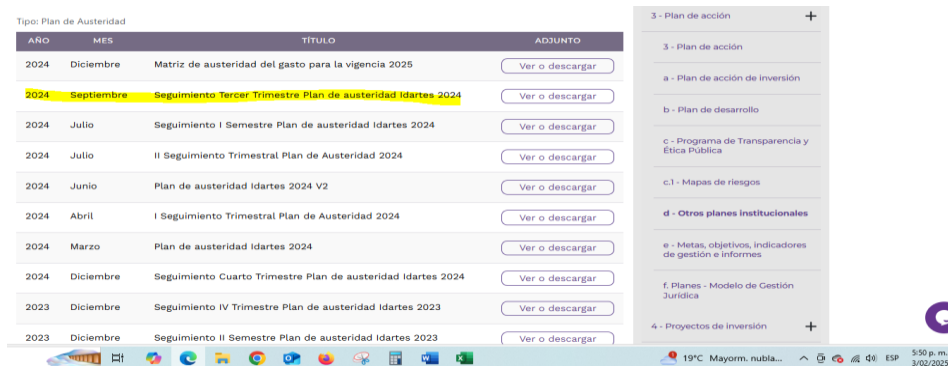 Tipo: Plan de Austeridad
AÑO MES TÍTULO ADJUNTO
2024 Diciembre Matriz de austeridad del gasto para la vigencia 2025 Ver o descargar
2024 Septiembre Seguimiento Tercer Trimestre Plan de austeridad Idartes 2024 Ver o descargar
2024 Julio Seguimiento I Semestre Plan de austeridad Idartes 2024 Ver o descargar
2024 Julio II Seguimiento Trimestral Plan de Austeridad 2024 Ver o descargar
2024 Junio Plan de austeridad Idartes 2024 V2 Ver o descargar
2024 Abril I Seguimiento Trimestral Plan de Austeridad 2024 Ver o descargar
2024 Marzo Plan de austeridad Idartes 2024 Ver o descargar
2024 Diciembre Seguimiento Cuarto Trimestre Plan de austeridad Idartes 2024 Ver o descargar
2023 Diciembre Seguimiento IV Trimestre Plan de austeridad Idartes 2023 Ver o descargar
2023 Diciembre Seguimiento II Semestre Plan de austeridad Idartes 2023 Ver o descargar
3 - Plan de acción +
3 - Plan de acción
a - Plan de acción de inversión
b - Plan de desarrollo
c - Programa de Transparencia y
Ética Pública
c.1 - Mapas de riesgos
d - Otros planes institucionales
e - Metas, objetivos, indicadores
de gestión e informes
f. Planes - Modelo de Gestión
Jurídica
4 - Proyectos de inversión +
19°C Mayorm. nubla... ESP 5:50 p. m.
3/02/2025